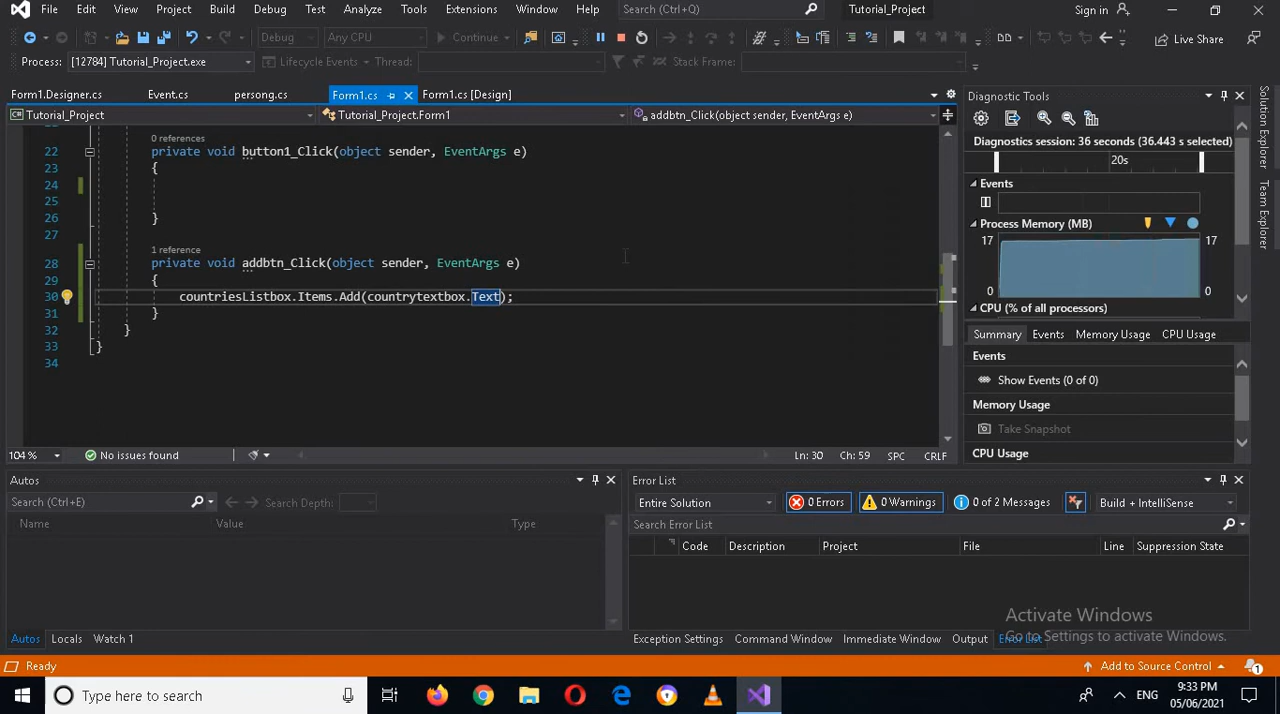 File Edit View Project Build Debug Test Analyze Tools Extensions Window Help Search (Ctrl+Q) Tutorial_Project Sign in
Debug Any CPU Continue Live Share
Process: [12784] Tutorial_Project.exe Lifecycle Events Thread: Stack Frame:
Form1.Designer.cs Event.cs persong.cs Form1.cs Form1.cs [Design]
Tutorial_Project Tutorial_Project.Form1 addbtn_Click(object sender, EventArgs e)
0 references
22 private void button1_Click(object sender, EventArgs e)
23 {
24
25
26 }
27
1 reference
28 private void addbtn_Click(object sender, EventArgs e)
29 {
30 countriesListbox.Items.Add(countrytextbox.Text);
31 }
32 }
33 }
34
104 % No issues found Ln: 30 Ch: 59 SPC CRLF
Diagnostic Tools
Diagnostics session: 36 seconds (36.443 s selected)
20s
Events
Process Memory (MB)
17 17
0 0
CPU (% of all processors)
Summary Events Memory Usage CPU Usage
Events
Show Events (0 of 0)
Memory Usage
Take Snapshot
CPU Usage
Solution Explorer
Team Explorer
Autos
Search (Ctrl+E) Search Depth:
Name Value Type
Autos Locals Watch 1
Error List
Entire Solution 0 Errors 0 Warnings 0 of 2 Messages Build + IntelliSense
Search Error List
Code Description Project File Line Suppression State
Activate Windows
Go to Settings to activate Windows.
Exception Settings Command Window Immediate Window Output Error List
Ready Add to Source Control 1
Type here to search ENG 9:33 PM
05/06/2021